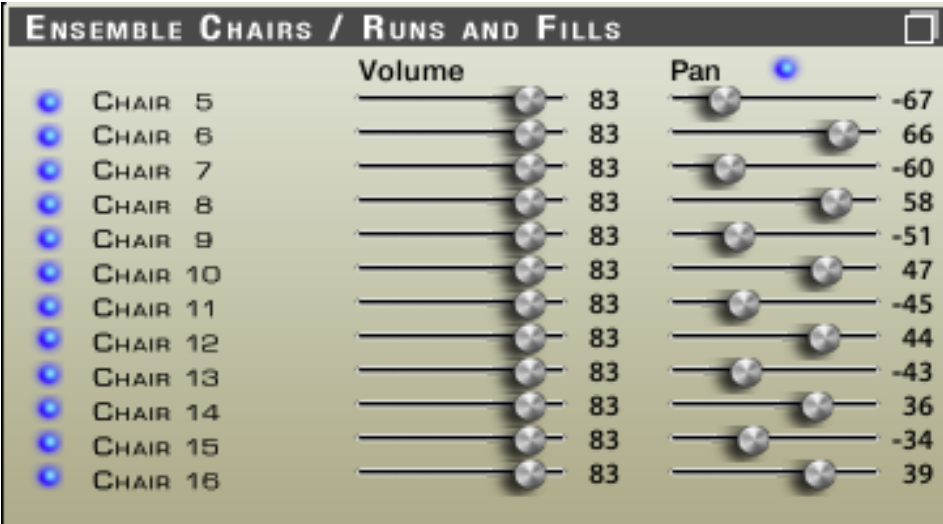 ENSEMBLE CHAIRS / RUNS AND FILLS
Volume Pan
CHAIR 5 83 -67
CHAIR 6 83 66
CHAIR 7 83 -60
CHAIR 8 83 58
CHAIR 9 83 -51
CHAIR 10 83 47
CHAIR 11 83 -45
CHAIR 12 83 44
CHAIR 13 83 -43
CHAIR 14 83 36
CHAIR 15 83 -34
CHAIR 16 83 39